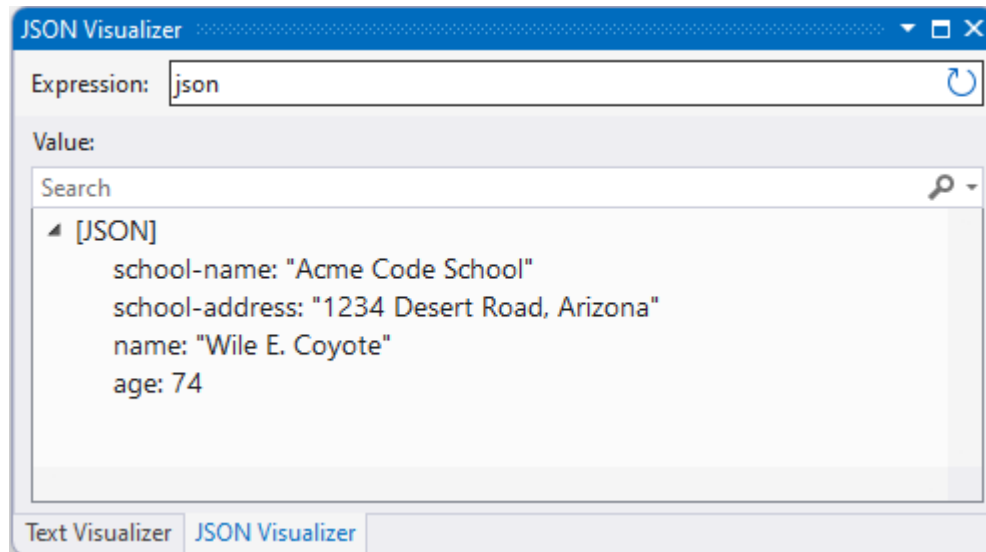 JSON Visualizer
Expression: json
Value:
Search
[JSON]
school-name: "Acme Code School"
school-address: "1234 Desert Road, Arizona"
name: "Wile E. Coyote"
age: 74
Text Visualizer JSON Visualizer